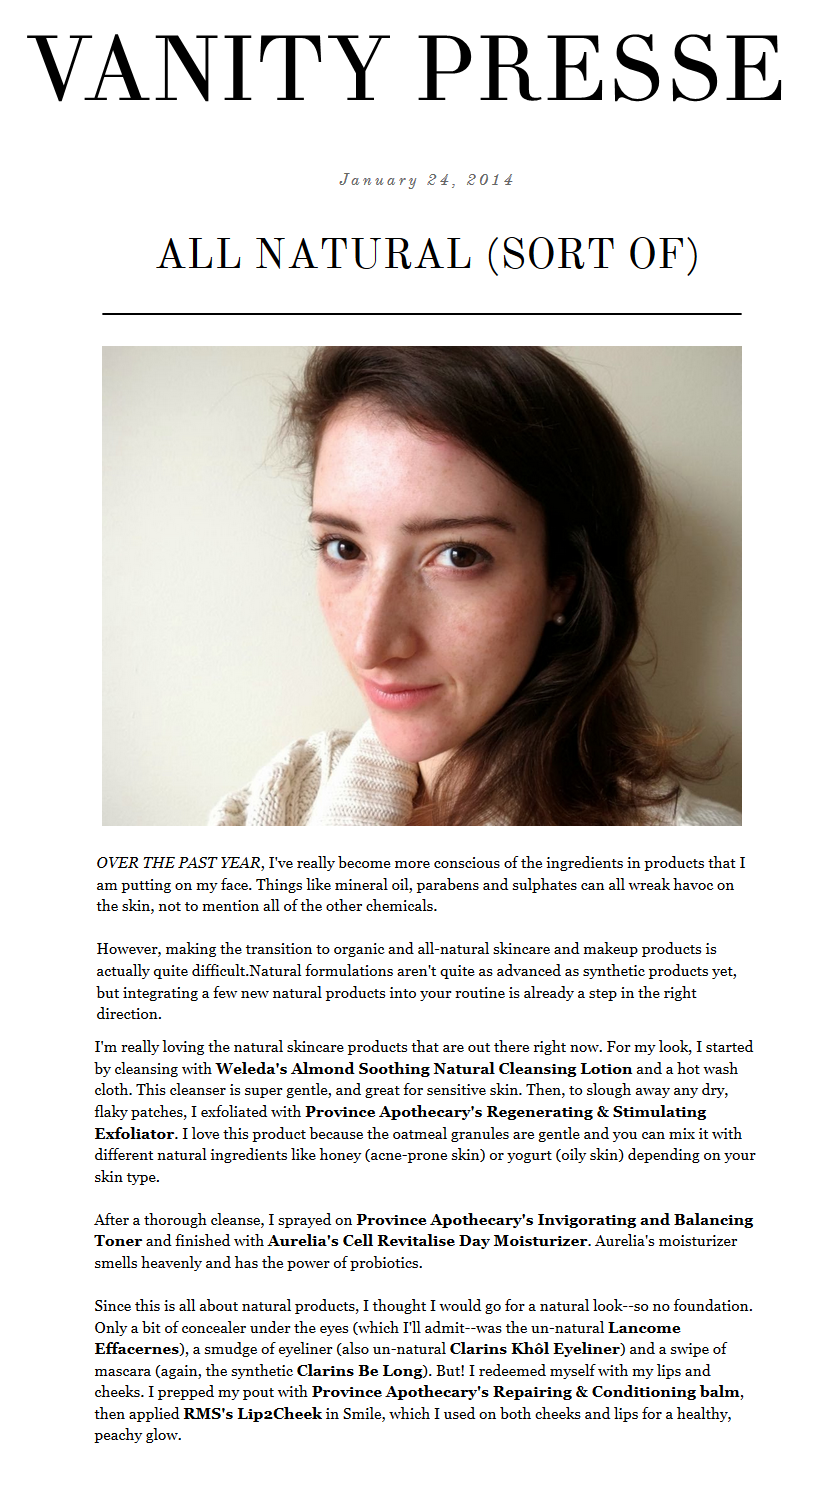 VANITY PRESSE
January 24, 2014
ALL NATURAL (SORT OF)
OVER THE PAST YEAR, I've really become more conscious of the ingredients in products that I
am putting on my face. Things like mineral oil, parabens and sulphates can all wreak havoc on
the skin, not to mention all of the other chemicals.
However, making the transition to organic and all-natural skincare and makeup products is
actually quite difficult.Natural formulations aren't quite as advanced as synthetic products yet,
but integrating a few new natural products into your routine is already a step in the right
direction.
I'm really loving the natural skincare products that are out there right now. For my look, I started
by cleansing with Weleda's Almond Soothing Natural Cleansing Lotion and a hot wash
cloth. This cleanser is super gentle, and great for sensitive skin. Then, to slough away any dry,
flaky patches, I exfoliated with Province Apothecary's Regenerating & Stimulating
Exfoliator. I love this product because the oatmeal granules are gentle and you can mix it with
different natural ingredients like honey (acne-prone skin) or yogurt (oily skin) depending on your
skin type.
After a thorough cleanse, I sprayed on Province Apothecary's Invigorating and Balancing
Toner and finished with Aurelia's Cell Revitalise Day Moisturizer. Aurelia's moisturizer
smells heavenly and has the power of probiotics.
Since this is all about natural products, I thought I would go for a natural look--so no foundation.
Only a bit of concealer under the eyes (which I'll admit--was the un-natural Lancome
Effacernes), a smudge of eyeliner (also un-natural Clarins Khôl Eyeliner) and a swipe of
mascara (again, the synthetic Clarins Be Long). But! I redeemed myself with my lips and
cheeks. I prepped my pout with Province Apothecary's Repairing & Conditioning balm,
then applied RMS's Lip2Cheek in Smile, which I used on both cheeks and lips for a healthy,
peachy glow.